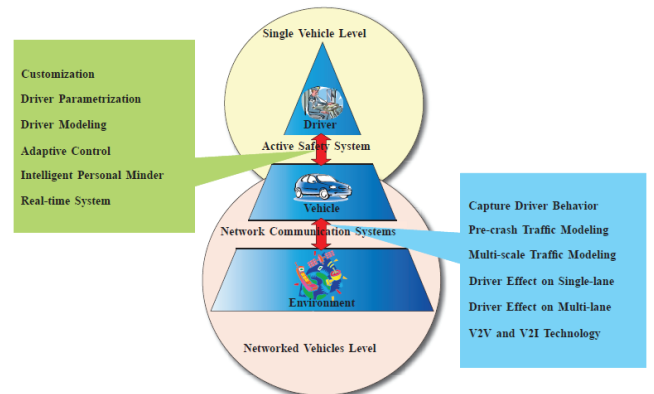 Single Vehicle Level
Customization
Driver Parametrization
Driver Modeling
Adaptive Control
Intelligent Personal Minder
Real-time System
Driver
Active Safety System
Vehicle
Network Communication Systems
Environment
Networked Vehicles Level
Capture Driver Behavior
Pre-crash Traffic Modeling
Multi-scale Traffic Modeling
Driver Effect on Single-lane
Driver Effect on Multi-lane
V2V and V2I Technology